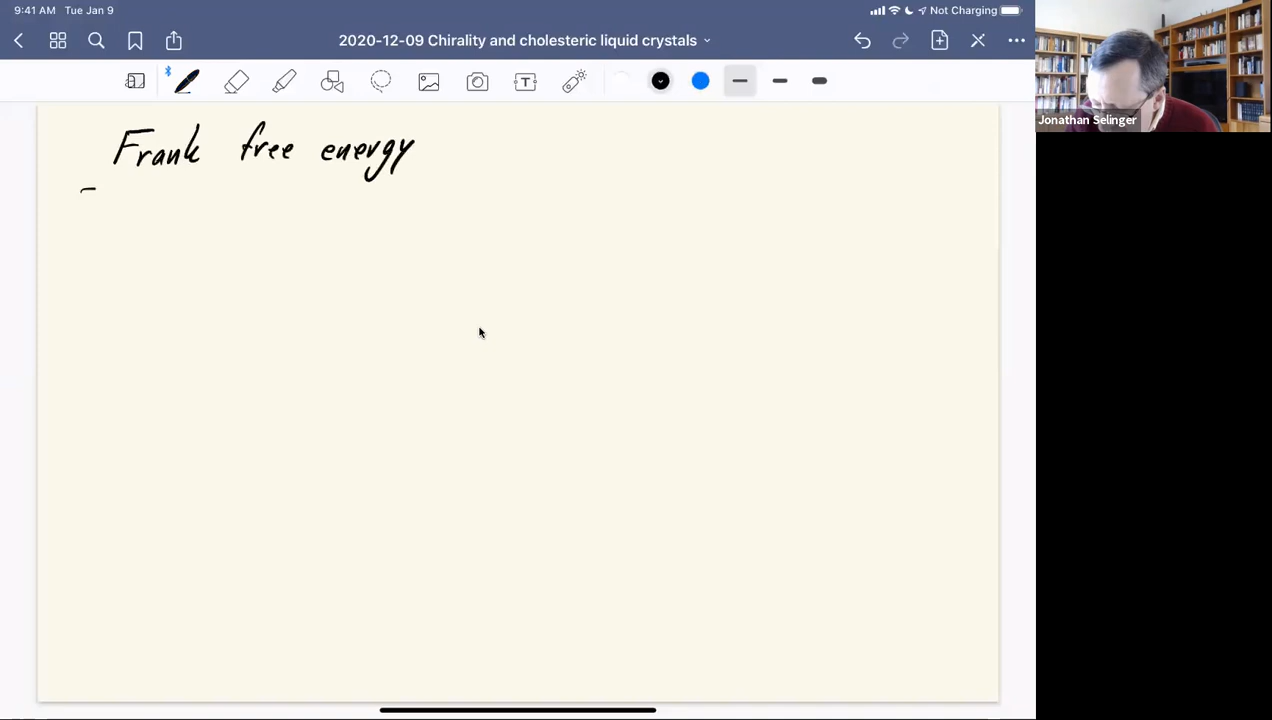 9:41 AM Tue Jan 9
Not Charging
2020-12-09 Chirality and cholesteric liquid crystals
T
Jonathan Selinger
Frank free energy